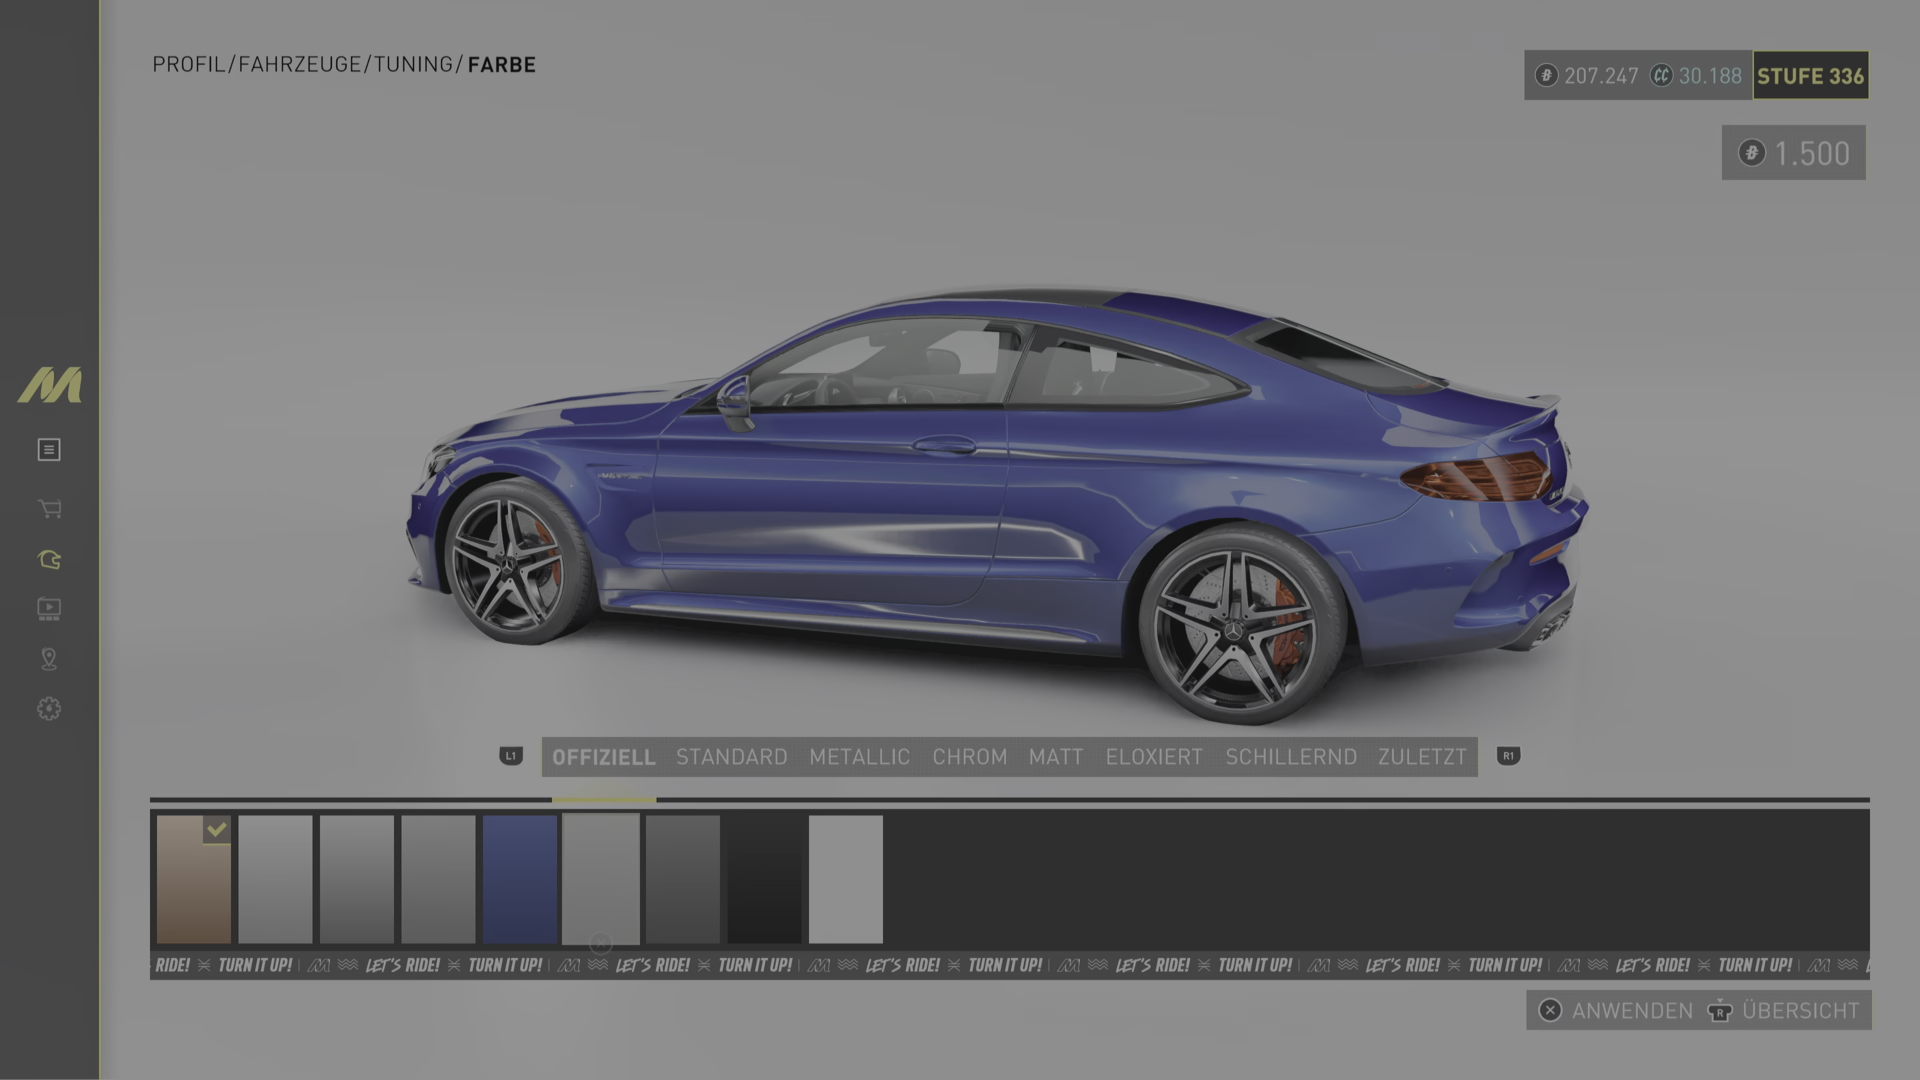 PROFIL/FAHRZEUGE/TUNING/FARBE
207.247 30.188 STUFE 336
1.500
L1 OFFIZIELL STANDARD METALLIC CHROM MATT ELOXIERT SCHILLERND ZULETZT R1
RIDE! TURN IT UP! LET'S RIDE! TURN IT UP! LET'S RIDE! TURN IT UP! LET'S RIDE! TURN IT UP! LET'S RIDE! TURN IT UP! LET'S RIDE! TURN IT UP! LET'S RIDE! TURN IT UP!
ANWENDEN R ÜBERSICHT